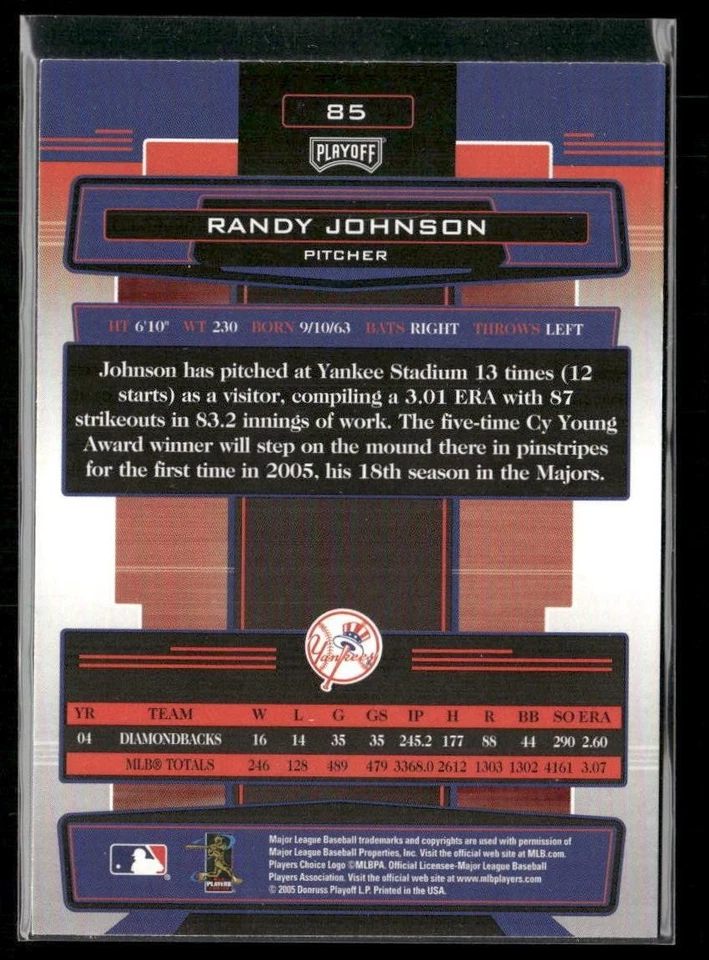 85
PLAYOFF
RANDY JOHNSON
PITCHER
HT 6'10" WT 230 BORN 9/10/63 BATS RIGHT THROWS LEFT
Johnson has pitched at Yankee Stadium 13 times (12
starts) as a visitor, compiling a 3.01 ERA with 87
strikeouts in 83.2 innings of work. The five-time Cy Young
Award winner will step on the mound there in pinstripes
for the first time in 2005, his 18th season in the Majors.
Yankees
YR TEAM W L G GS IP H R BB SO ERA
04 DIAMONDBACKS 16 14 35 35 245.2 177 88 44 290 2.60
MLB® TOTALS 246 128 489 479 3368.0 2612 1303 1302 4161 3.07
Major League Baseball trademarks and copyrights are used with permission of
Major League Baseball Properties, Inc. Visit the official web site at MLB.com.
Players Choice Logo ©MLBPA. Official Licensee-Major League Baseball
Players Association. Visit the official web site at www.mlbplayers.com
© 2005 Donruss Playoff L.P. Printed in the USA.
PLAYERS